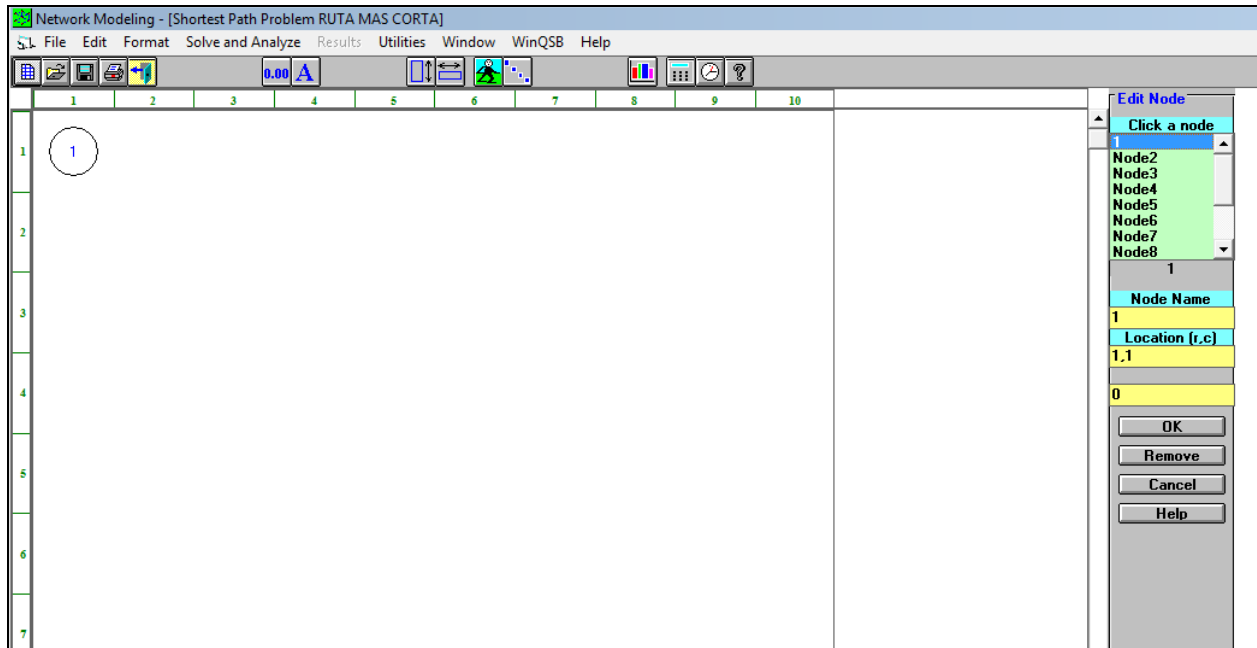 Network Modeling - [Shortest Path Problem RUTA MAS CORTA]
File Edit Format Solve and Analyze Results Utilities Window WinQSB Help
0.00 A
1 2 3 4 5 6 7 8 9 10
Edit Node
Click a node
1
Node2
Node3
Node4
Node5
Node6
Node7
Node8
1
Node Name
1
Location (r,c)
1,1
0
OK
Remove
Cancel
Help
1
1
2
3
4
5
6
7